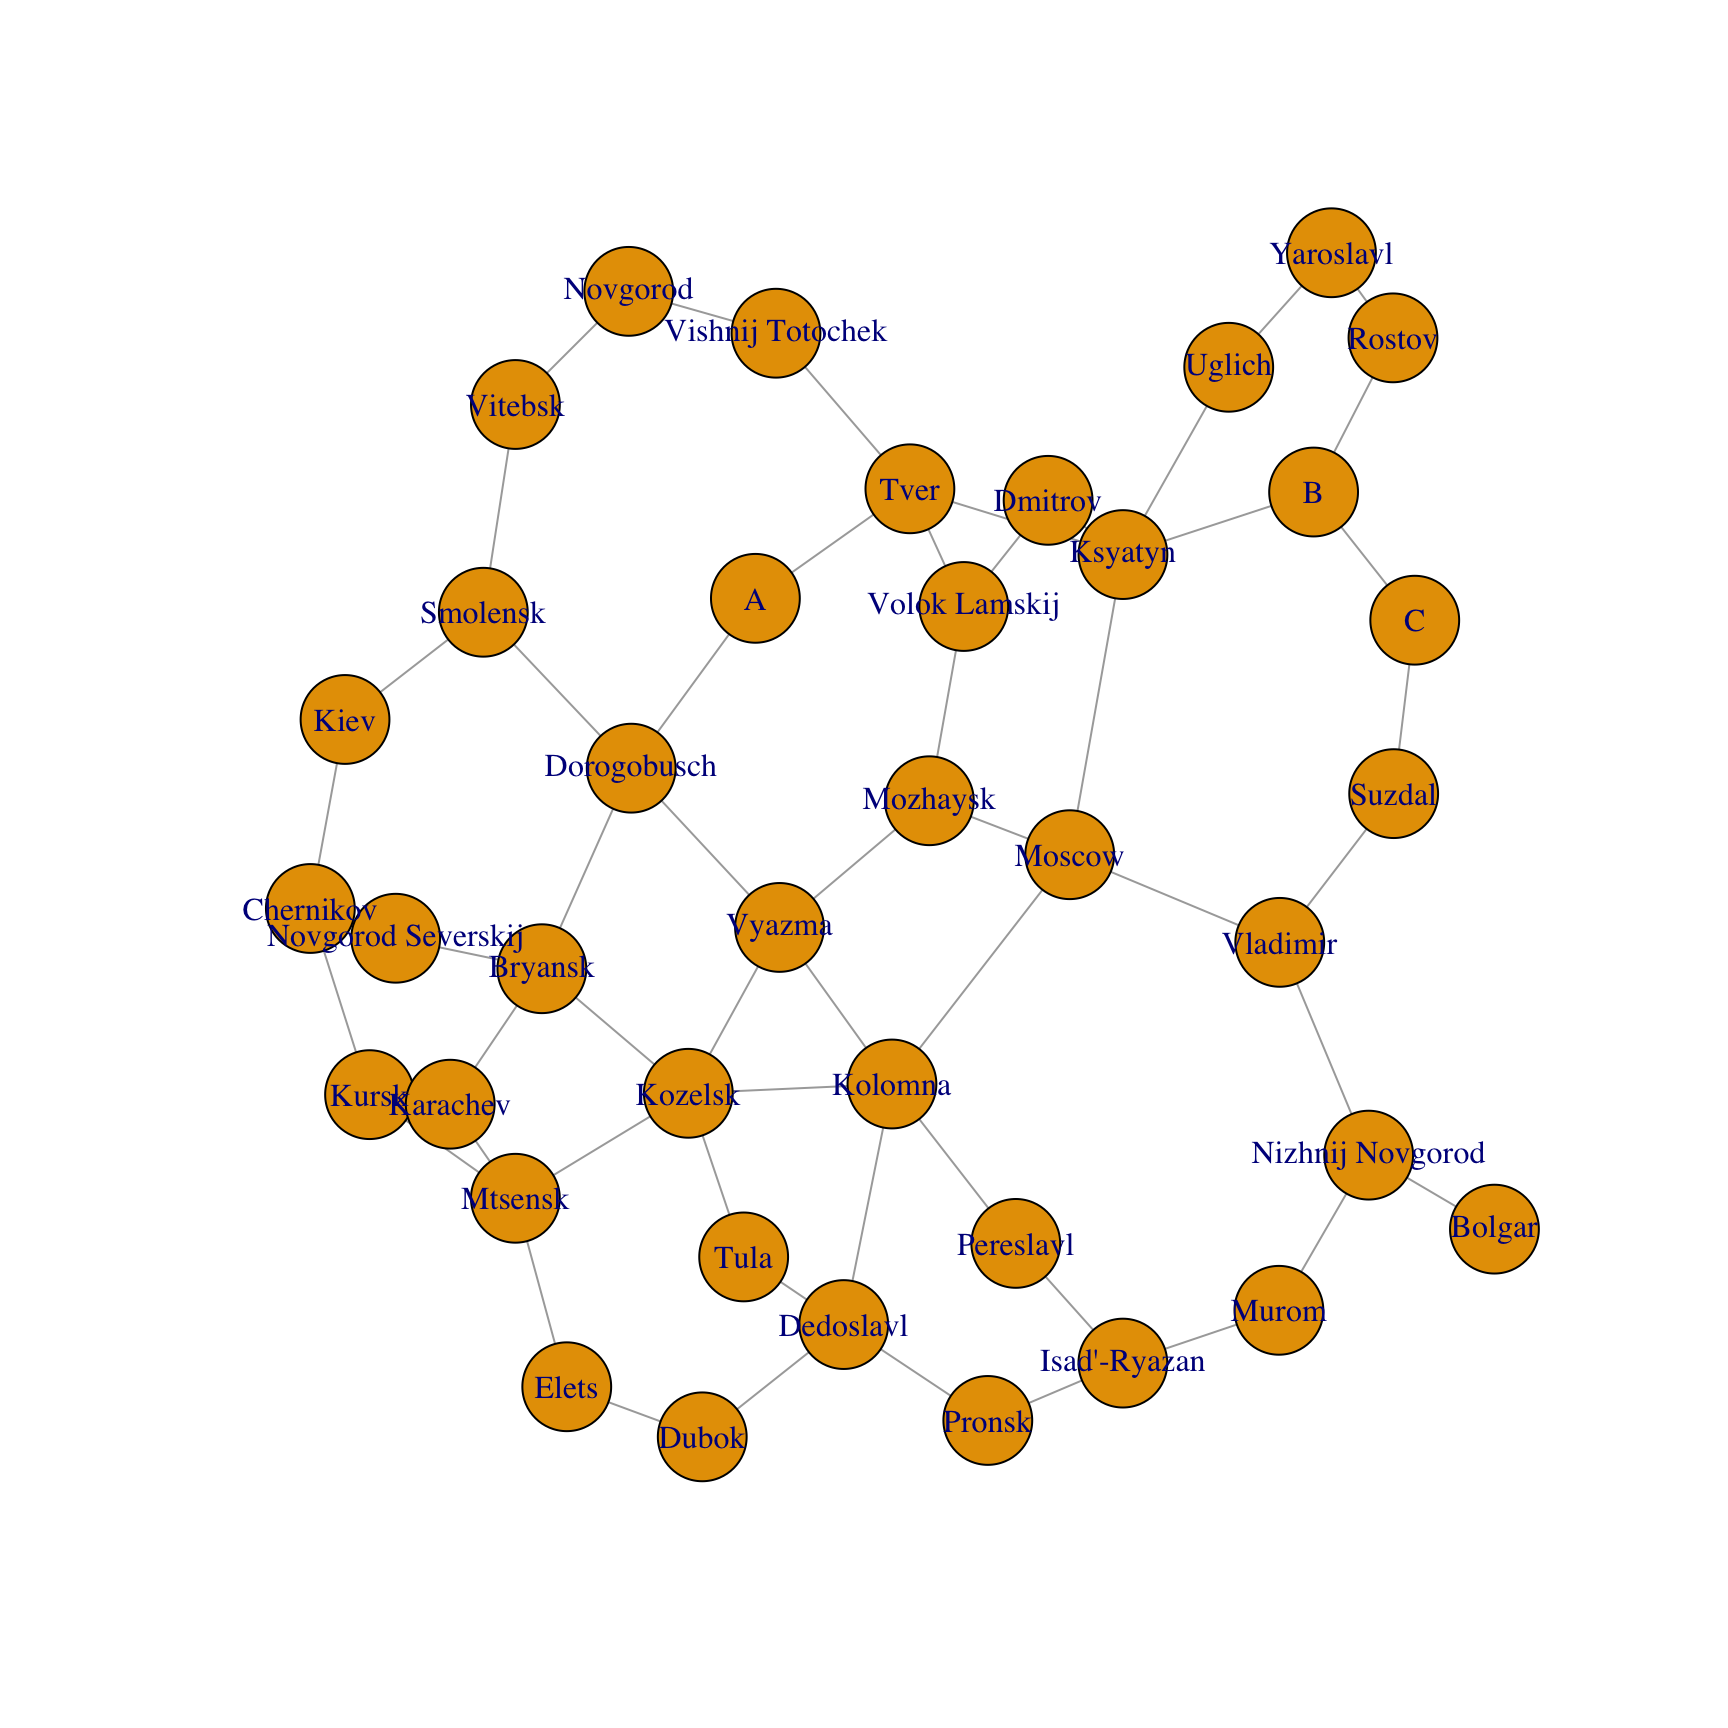 Yaroslavl
Novgorod
Vishnij Totochek
Rostov
Uglich
Vitebsk
Tver
Dmitrov
B
Ksyatyn
A
Volok Lamskij
Smolensk
C
Kiev
Dorogobusch
Mozhaysk
Suzdal
Moscow
Chernikov
Novgorod Severskij
Vyazma
Vladimir
Bryansk
Kursk
Karachev
Kozelsk
Kolomna
Nizhnij Novgorod
Mtsensk
Bolgar
Tula
Pereslavl
Murom
Dedoslavl
Isad'-Ryazan
Elets
Dubok
Pronsk